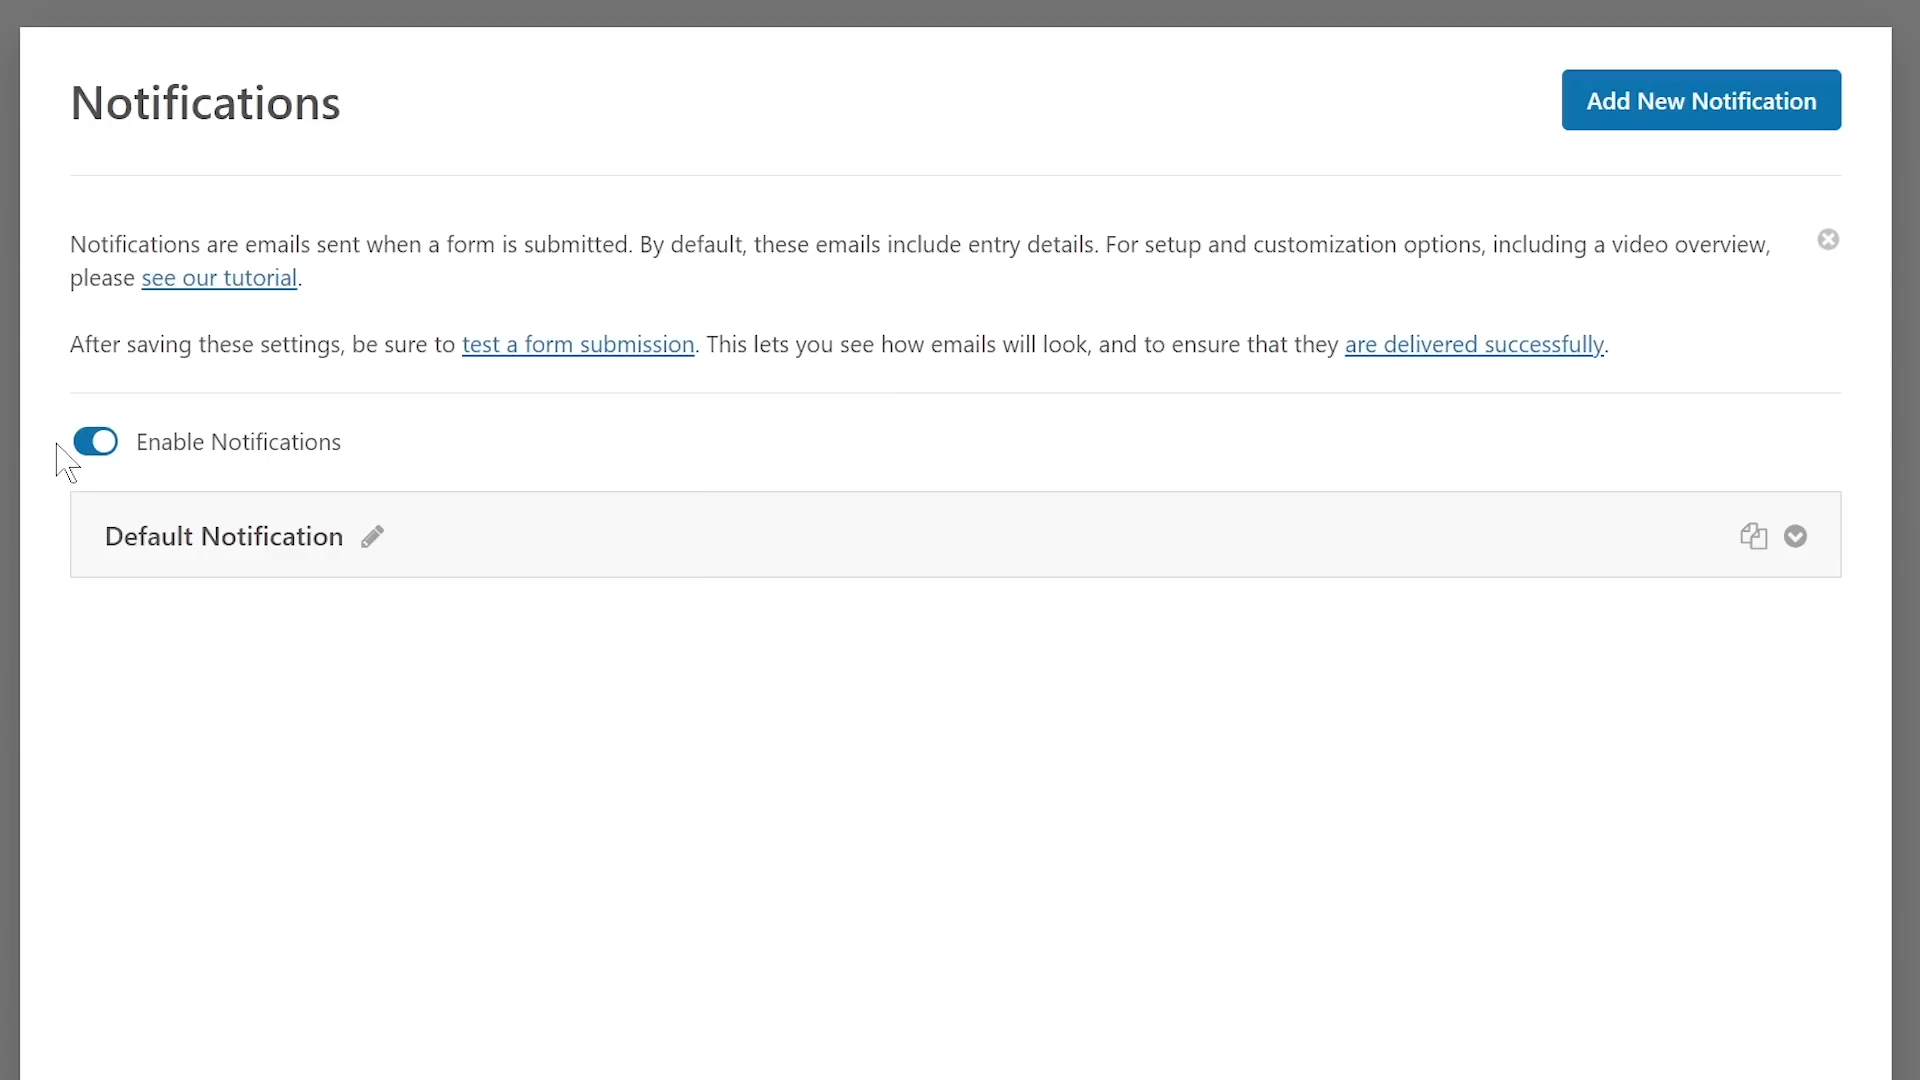 Notifications
Add New Notification
Notifications are emails sent when a form is submitted. By default, these emails include entry details. For setup and customization options, including a video overview,
please see our tutorial.
After saving these settings, be sure to test a form submission. This lets you see how emails will look, and to ensure that they are delivered successfully.
Enable Notifications
Default Notification